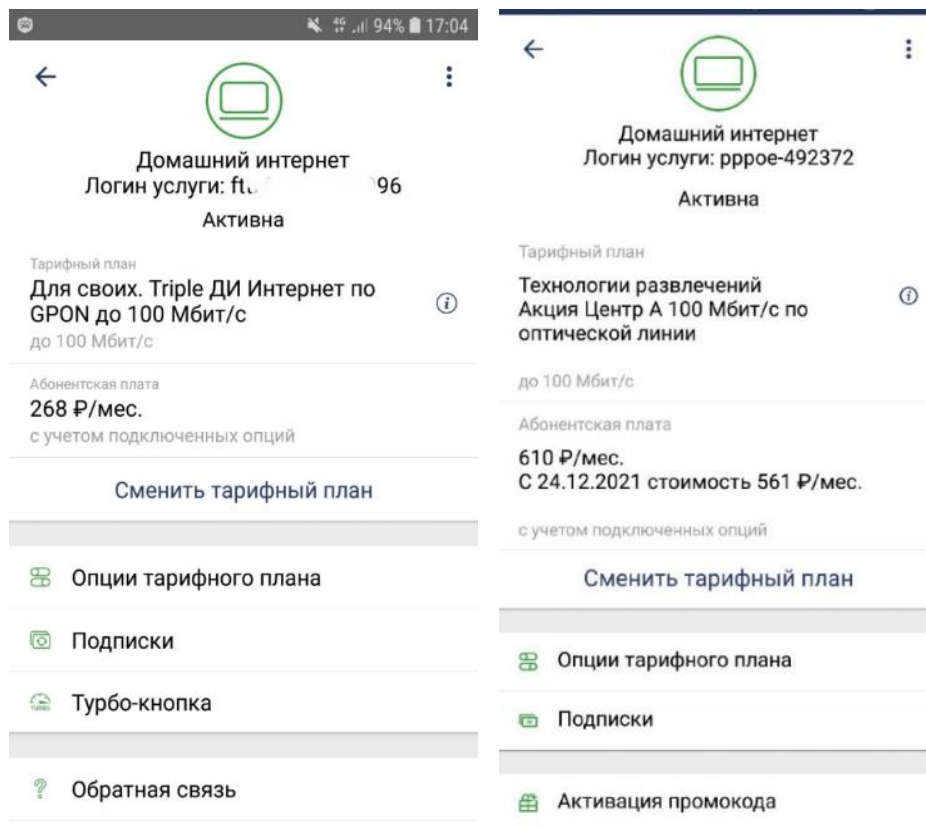 4G 94% 17:04
Домашний интернет
Логин услуги: ftt 96
Активна
Тарифный план
Для своих. Triple ДИ Интернет по
GPON до 100 Мбит/с
до 100 Мбит/с
Абонентская плата
268 ₽/мес.
с учетом подключенных опций
Сменить тарифный план
Опции тарифного плана
Подписки
TURBO
Турбо-кнопка
Обратная связь
Домашний интернет
Логин услуги: pppoe-492372
Активна
Тарифный план
Технологии развлечений
Акция Центр А 100 Мбит/с по
оптической линии
до 100 Мбит/с
Абонентская плата
610 ₽/мес.
С 24.12.2021 стоимость 561 ₽/мес.
с учетом подключенных опций
Сменить тарифный план
Опции тарифного плана
Подписки
Активация промокода